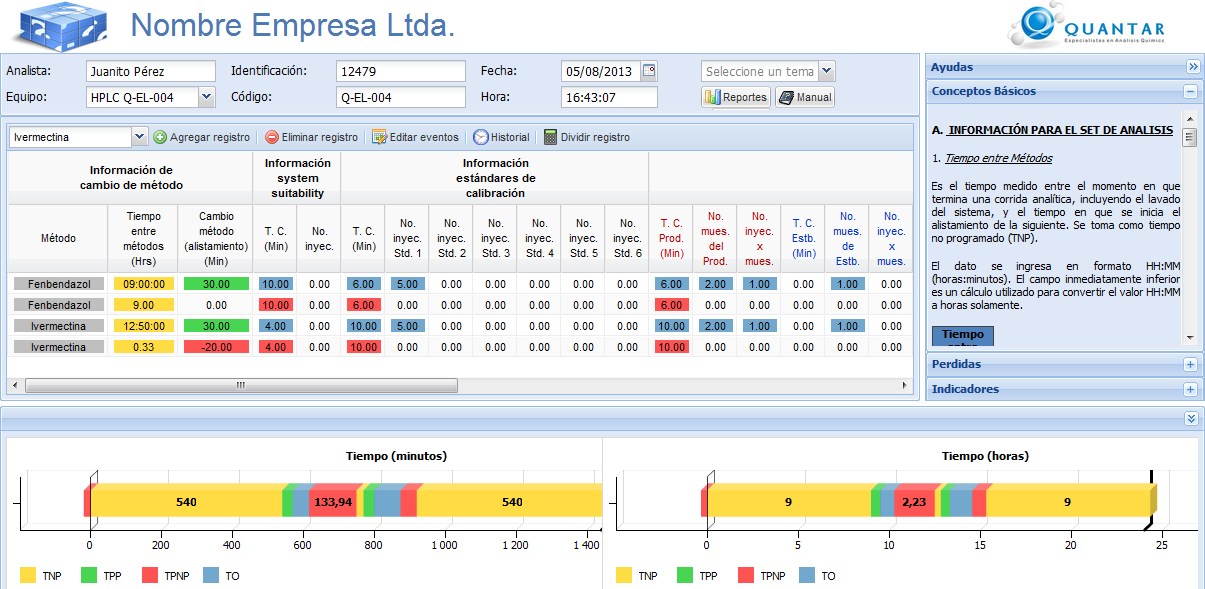 Nombre Empresa Ltda.
QUANTAR
Especialistas en Análisis Químico
Analista: Juanito Pérez Identificación: 12479 Fecha: 05/08/2013 Seleccione un tema
Equipo: HPLC Q-EL-004 Código: Q-EL-004 Hora: 16:43:07 Reportes Manual
Ivermectina Agregar registro Eliminar registro Editar eventos Historial Dividir registro
Información de
cambio de método
Información
system
suitability
Información
estándares de
calibración
Método
Tiempo
entre
métodos
(Hrs)
Cambio
método
(alistamiento)
(Min)
T. C.
(Min)
No.
inyec.
T. C.
(Min)
No.
inyec.
Std. 1
No.
inyec.
Std. 2
No.
inyec.
Std. 3
No.
inyec.
Std. 4
No.
inyec.
Std. 5
No.
inyec.
Std. 6
T. C.
Prod.
(Min)
No.
mues.
del
Prod.
No.
inyec.
x
mues.
T. C.
Estb.
(Min)
No.
mues.
de
Estb.
No.
inyec.
x
mues.
Fenbendazol 09:00:00 30.00 10.00 0.00 6.00 5.00 0.00 0.00 0.00 0.00 0.00 6.00 2.00 1.00 0.00 1.00 0.00
Fenbendazol 9.00 0.00 10.00 0.00 6.00 0.00 0.00 0.00 0.00 0.00 0.00 6.00 0.00 0.00 0.00 0.00 0.00
Ivermectina 12:50:00 30.00 4.00 0.00 10.00 5.00 0.00 0.00 0.00 0.00 0.00 10.00 2.00 1.00 0.00 1.00 0.00
Ivermectina 0.33 -20.00 4.00 0.00 10.00 0.00 0.00 0.00 0.00 0.00 0.00 10.00 0.00 0.00 0.00 0.00 0.00
Ayudas
Conceptos Básicos
A. INFORMACIÓN PARA EL SET DE ANALISIS
1. Tiempo entre Métodos
Es el tiempo medido entre el momento en que
termina una corrida analítica, incluyendo el lavado
del sistema, y el tiempo en que se inicia el
alistamiento de la siguiente. Se toma como tiempo
no programado (TNP).
El dato se ingresa en formato HH:MM
(horas:minutos). El campo inmediatamente inferior
es un cálculo utilizado para convertir el valor HH:MM
a horas solamente.
Tiempo
entre
Perdidas
Indicadores
Tiempo (minutos)
540 133,94 540
0 200 400 600 800 1 000 1 200 1 400
TNP TPP TPNP TO
Tiempo (horas)
9 2,23 9
0 5 10 15 20 25
TNP TPP TPNP TO